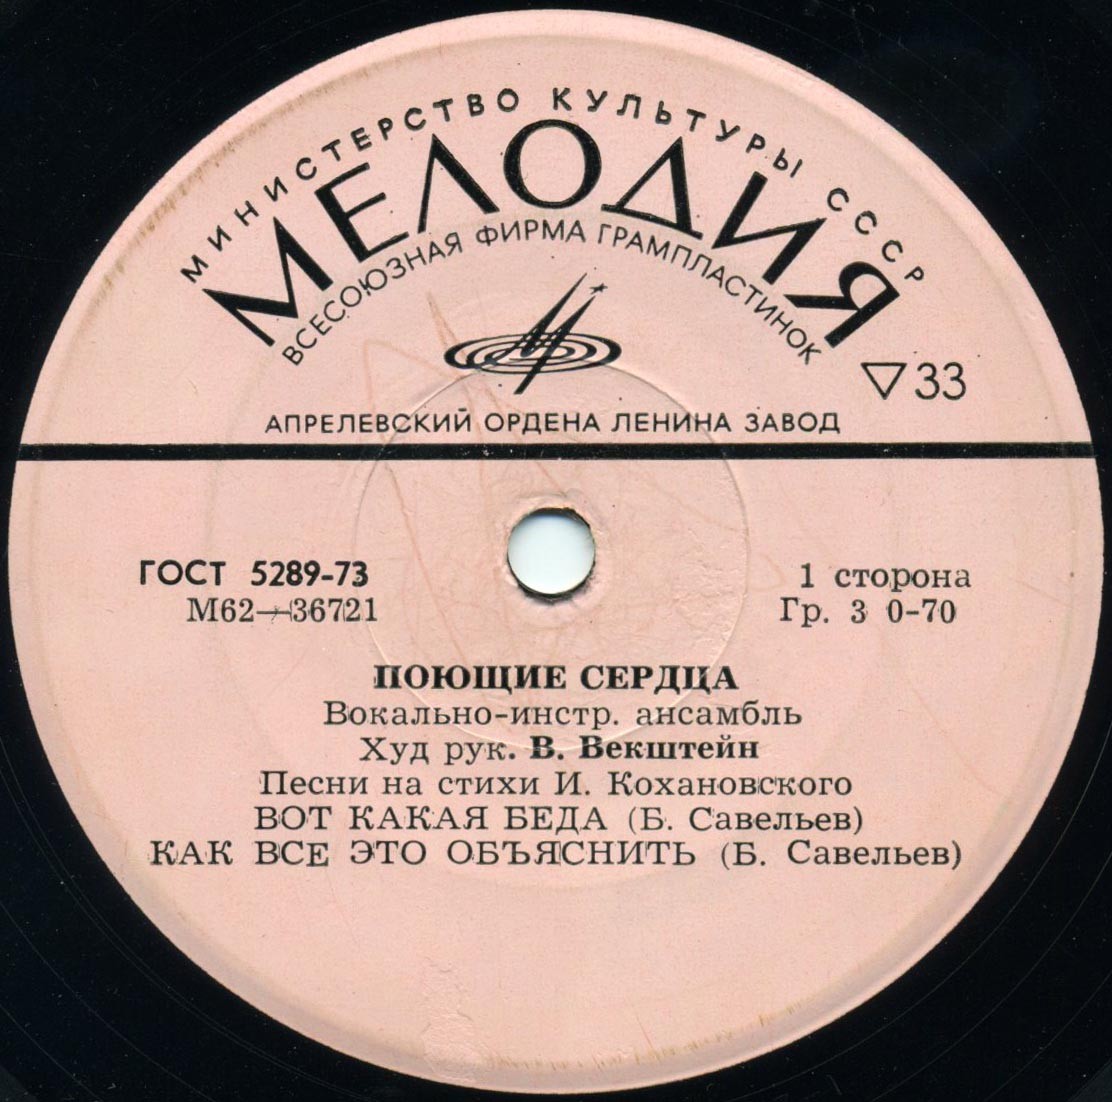 МИНИСТЕРСТВО КУЛЬТУРЫ СССР
МЕЛОДИЯ
ВСЕСОЮЗНАЯ ФИРМА ГРАМПЛАСТИНОК
33
АПРЕЛЕВСКИЙ ОРДЕНА ЛЕНИНА ЗАВОД
ГОСТ 5289-73
М62—36721
1 сторона
Гр. 3 0-70
ПОЮЩИЕ СЕРДЦА
Вокально-инстр. ансамбль
Худ рук. В. Векштейн
Песни на стихи И. Кохановского
ВОТ КАКАЯ БЕДА (Б. Савельев)
КАК ВСЕ ЭТО ОБЪЯСНИТЬ (Б. Савельев)